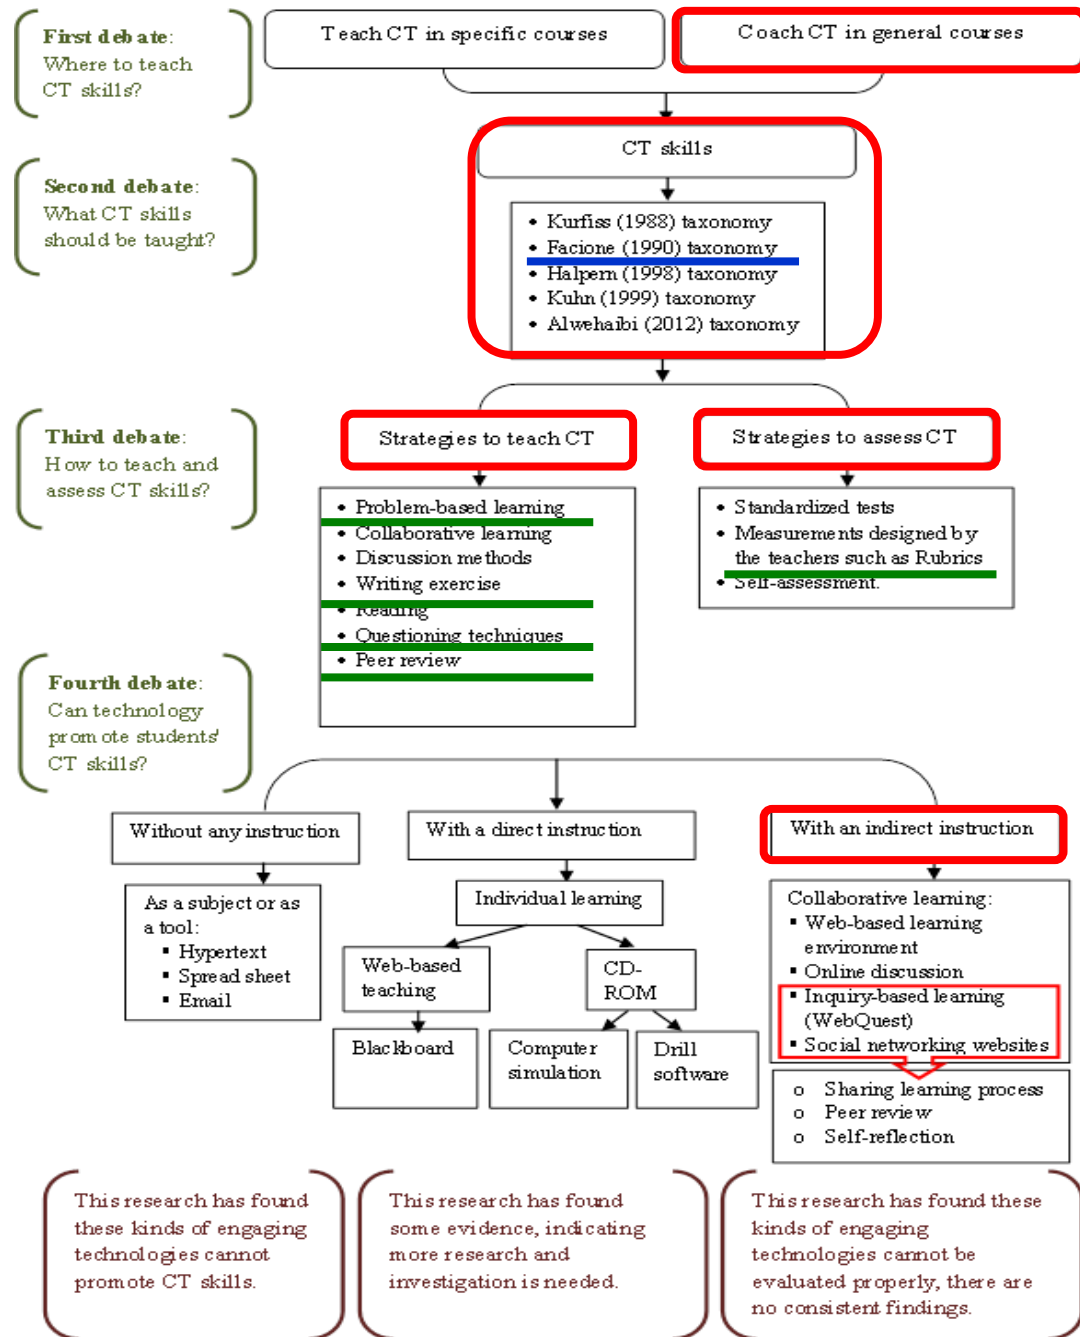 First debate:
Where to teach
CT skills?
Teach CT in specific courses
Coach CT in general courses
Second debate:
What CT skills
should be taught?
CT skills
• Kurfiss (1988) taxonomy
• Facione (1990) taxonomy
• Halpern (1998) taxonomy
• Kuhn (1999) taxonomy
• Alwehaibi (2012) taxonomy
Third debate:
How to teach and
assess CT skills?
Strategies to teach CT
• Problem-based learning
• Collaborative learning
• Discussion methods
• Writing exercise
• Reading
• Questioning techniques
• Peer review
Strategies to assess CT
• Standardized tests
• Measurements designed by
the teachers such as Rubrics
• Self-assessment.
Fourth debate:
Can technology
promote students'
CT skills?
Without any instruction
As a subject or as
a tool:
▪ Hypertext
▪ Spread sheet
▪ Email
With a direct instruction
Individual learning
Web-based
teaching
CD-
ROM
Blackboard
Computer
simulation
Drill
software
With an indirect instruction
Collaborative learning:
▪ Web-based learning
environment
▪ Online discussion
▪ Inquiry-based learning
(WebQuest)
▪ Social networking websites
o Sharing learning process
o Peer review
o Self-reflection
This research has found
these kinds of engaging
technologies cannot
promote CT skills.
This research has found
some evidence, indicating
more research and
investigation is needed.
This research has found these
kinds of engaging
technologies cannot be
evaluated properly, there are
no consistent findings.